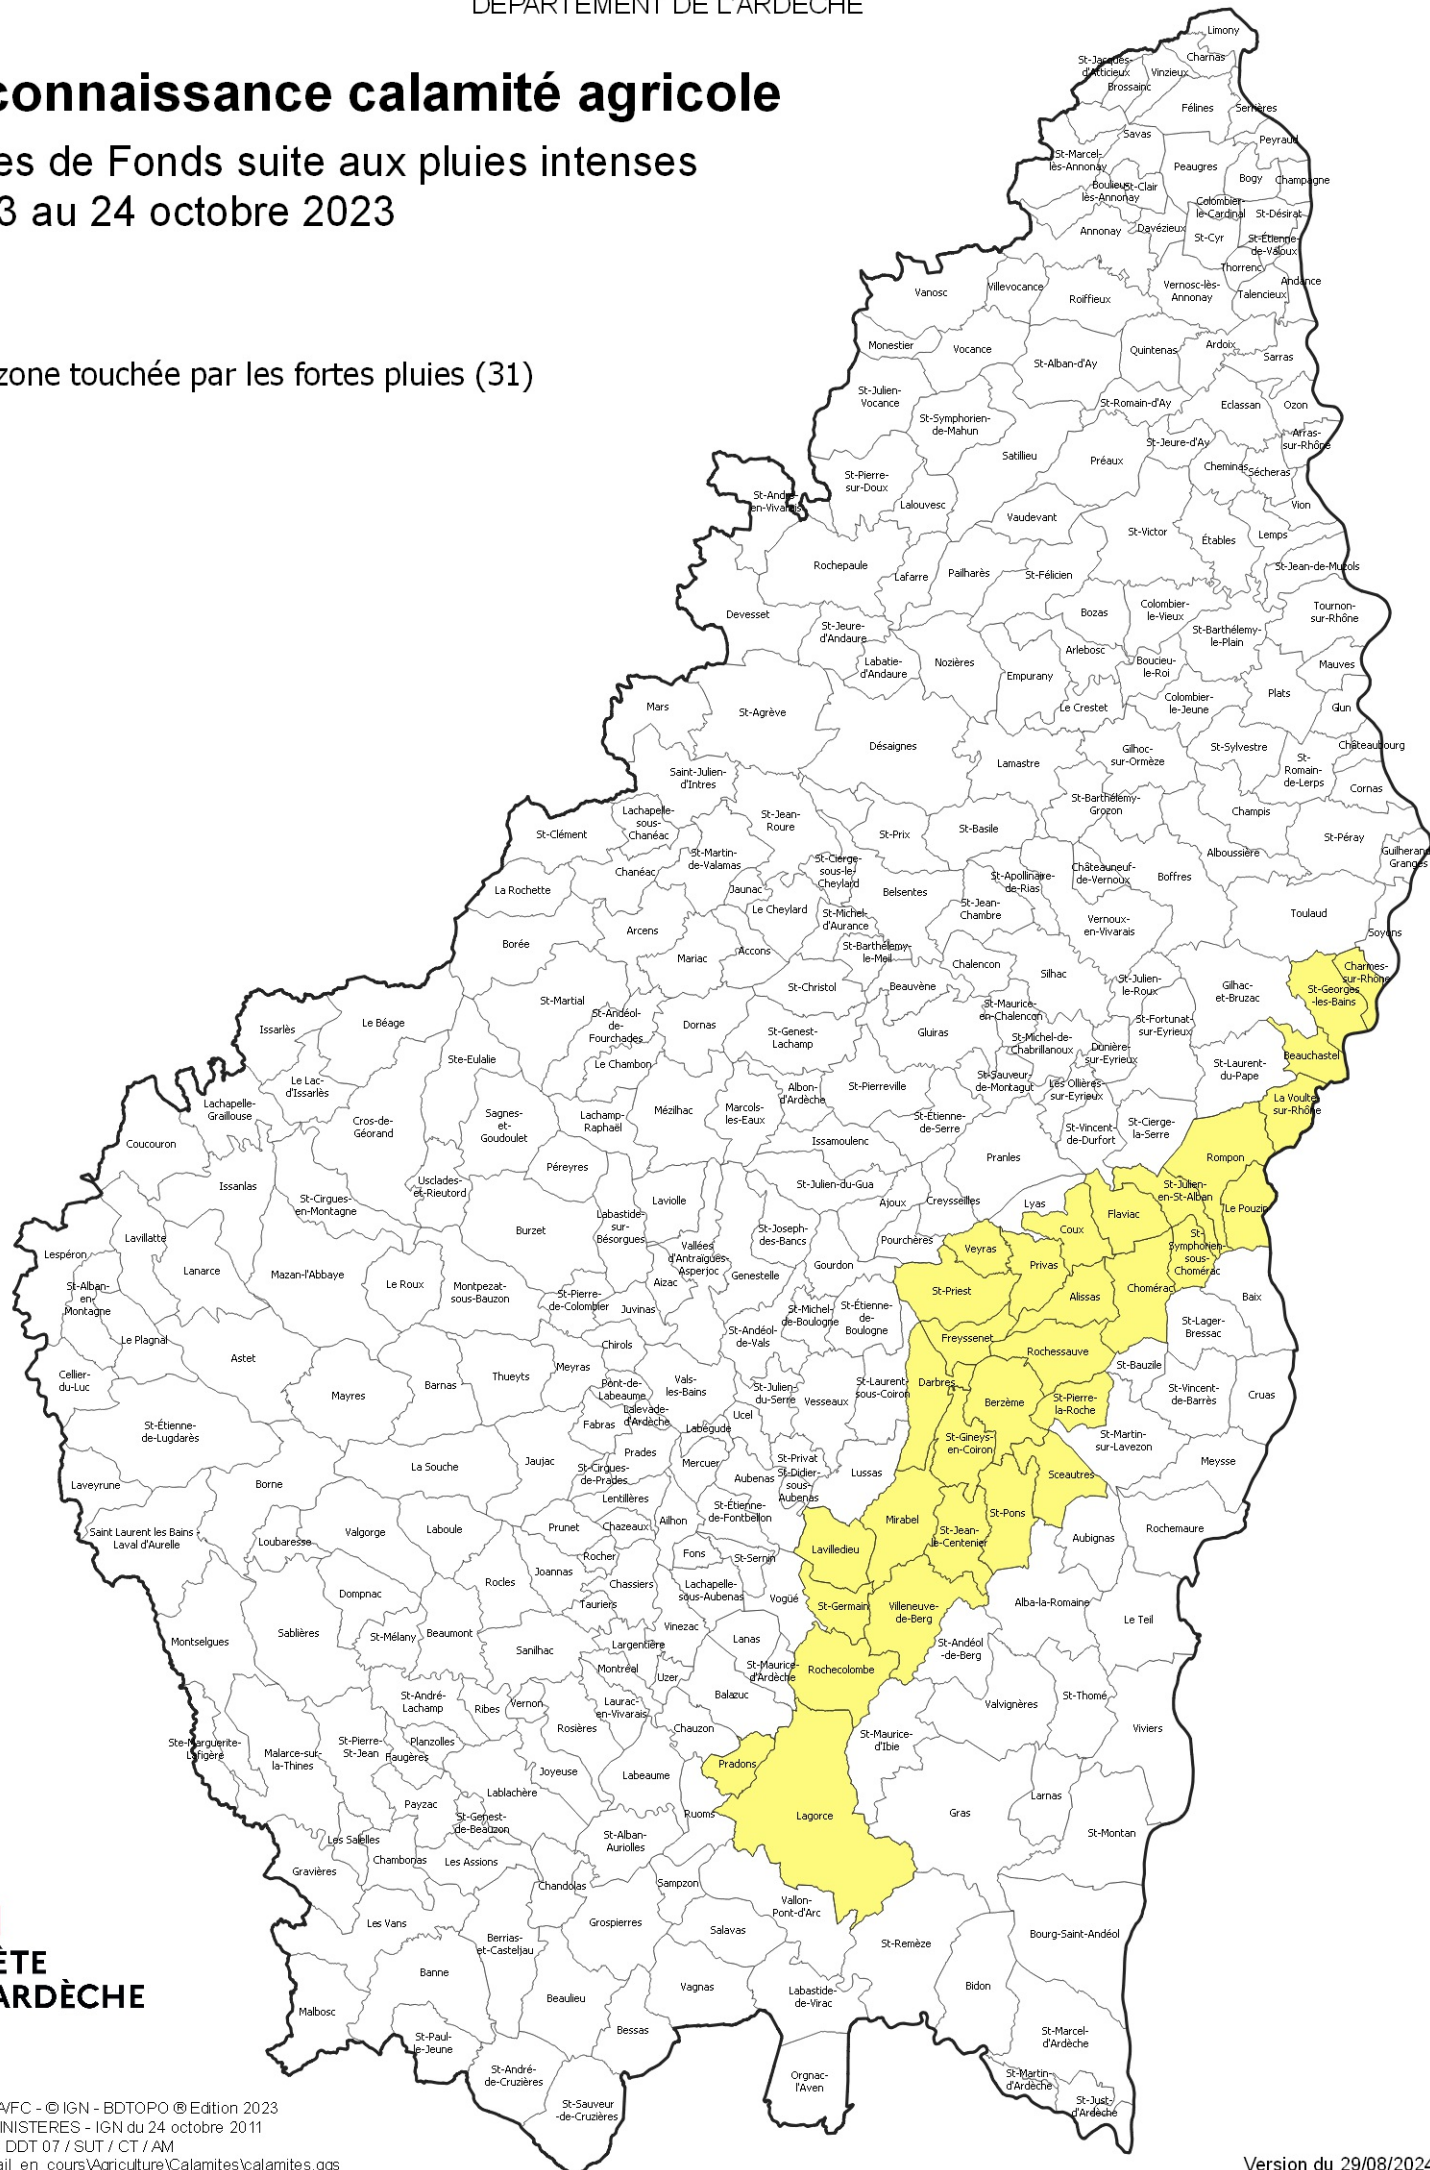 DÉPARTEMENT DE L'ARDÈCHE
connaissance calamité agricole
es de Fonds suite aux pluies intenses
3 au 24 octobre 2023
zone touchée par les fortes pluies (31)
Limony
Charnas
St-Jacques-
d'Atticieux
Vinzieux
Brossainc
Félines
Serrières
Savas
Peyraud
St-Marcel-
lès-Annonay
Peaugres
Bogy
Champagne
Boulieu-
lès-Annonay
St-Clair
Colombier-
le-Cardinal
St-Désirat
Annonay
Davézieux
St-Cyr
St-Étienne-
de-Valoux
Thorrenc
Andance
Vanosc
Villevocance
Roiffieux
Vernosc-lès-
Annonay
Talencieux
Monestier
Vocance
St-Alban-d'Ay
Quintenas
Ardoix
Sarras
St-Julien-
Vocance
St-Romain-d'Ay
Eclassan
Ozon
St-Symphorien-
de-Mahun
Arras-
sur-Rhône
St-Jeure-d'Ay
Satillieu
Préaux
Cheminas
Sécheras
St-Pierre-
sur-Doux
St-André-
en-Vivarais
Lalouvesc
Vion
Vaudevant
St-Victor
Étables
Lemps
Rochepaule
Lafarre
Pailharès
St-Félicien
St-Jean-de-Muzols
Devesset
St-Jeure-
d'Andaure
Bozas
Colombier-
le-Vieux
Tournon-
sur-Rhône
St-Barthélemy-
le-Plain
Labatie-
d'Andaure
Nozières
Arlebosc
Empurany
Boucieu-
le-Roi
Mauves
Plats
Mars
St-Agrève
Le Crestet
Colombier-
le-Jeune
Glun
Désaignes
Lamastre
Gilhoc-
sur-Ormèze
St-Sylvestre
Châteaubourg
St-
Romain-
de-Lerps
Saint-Julien-
d'Intres
Cornas
Lachapelle-
sous-
Chanéac
St-Jean-
Roure
St-Barthélemy-
Grozon
Champis
St-Clément
St-Prix
St-Basile
St-Péray
Guilherand-
Granges
St-Martin-
de-Valamas
Alboussière
Chanéac
St-Cierge-
sous-le-
Cheylard
St-Apollinaire-
de-Rias
Châteauneuf-
de-Vernoux
Boffres
La Rochette
Jaunac
Belsentes
Le Cheylard
St-Michel-
d'Aurance
St-Jean-
Chambre
Vernoux-
en-Vivarais
Toulaud
Borée
Arcens
Soyons
Accons
St-Barthélemy-
le-Meil
Mariac
Chalencon
Silhac
Charmes-
sur-Rhône
St-Christol
Beauvène
St-Julien-
le-Roux
Gilhac-
et-Bruzac
St-Georges
-les-Bains
Issarlès
Le Béage
St-Martial
St-Andéol-
de-
Fourchades
Dornas
St-Genest-
Lachamp
Gluiras
St-Maurice-
en-Chalencon
St-Fortunat-
sur-Eyrieux
St-Michel-de-
Chabrillanoux
Dunière-
sur-Eyrieux
Beauchastel
Ste-Eulalie
Le Chambon
St-Laurent-
du-Pape
Le Lac-
d'Issarlès
Albon-
d'Ardèche
St-Pierreville
St-Sauveur-
de-Montagut
Les Ollières-
sur-Eyrieux
La Voulte-
sur-Rhône
Lachapelle-
Graillouse
Cros-de-
Géorand
Sagnes-
et-
Goudoulet
Lachamp-
Raphaël
Mézilhac
Marcols-
les-Eaux
St-Étienne-
de-Serre
St-Vincent-
de-Durfort
St-Cierge-
la-Serre
Coucouron
Issamoulenc
Rompon
Pranles
Péreyres
Issanlas
St-Cirgues-
en-Montagne
Usclades-
et-Rieutord
St-Julien-du-Gua
St-Julien-
en-St-Alban
Laviolle
Ajoux
Creysseilles
Lyas
Flaviac
Le Pouzin
Labastide-
sur-
Bésorgues
Burzet
St-Joseph-
des-Bancs
Coux
Lavillatte
Pourchères
St-
Symphorien-
sous-
Chomérac
Lespéron
Vallées
d'Antraigues-
Asperjoc
Veyras
Privas
Lanarce
Mazan-l'Abbaye
Le Roux
Montpezat-
sous-Bauzon
Genestelle
Gourdon
St-Alban-
en-
Montagne
Aizac
St-Priest
Alissas
Chomérac
Baix
St-Pierre-
de-Colombier
Juvinas
St-Michel-
de-Boulogne
St-Étienne-
de-
Boulogne
St-Lager-
Bressac
Le Plagnal
St-Andéol-
de-Vals
Freyssenet
Astet
Chirols
Rochessauve
St-Bauzile
Cellier-
du-Luc
Thueyts
Meyras
Barnas
Pont-de-
Labeaume
Vals-
les-Bains
St-Julien-
du-Serre
St-Laurent-
sous-Coiron
Darbres
St-Vincent-
de-Barrès
Cruas
Mayres
Vesseaux
Berzème
St-Pierre-
la-Roche
Lalevade-
d'Ardèche
Ucel
St-Étienne-
de-Lugdarès
Fabras
Labégude
St-Gineys-
en-Coiron
St-Martin-
sur-Lavezon
Prades
Meysse
La Souche
Jaujac
St-Cirgues-
de-Prades
Mercuer
St-Privat
Lussas
Sceautres
Laveyrune
Borne
Aubenas
St-Didier-
sous-
Aubenas
Lentillères
St-Étienne-
de-Fontbellon
Mirabel
St-Pons
Saint Laurent les Bains -
Laval d'Aurelle
Valgorge
Laboule
Prunet
Chazeaux
Ailhon
Rochemaure
Loubaresse
St-Jean-
le-Centenier
Aubignas
Lavilledieu
Rocher
Fons
St-Sernin
Joannas
Rocles
Chassiers
Lachapelle-
sous-Aubenas
Dompnac
Vogüé
Tauriers
St-Germain
Villeneuve-
de-Berg
Alba-la-Romaine
Le Teil
Montselgues
Sablières
St-Mélany
Beaumont
Vinezac
Sanilhac
Largentière
Lanas
St-Andéol
-de-Berg
Montréal
Uzer
St-Maurice-
d'Ardèche
Rochecolombe
Balazuc
St-André-
Lachamp
Ribes
Vernon
Laurac-
en-Vivarais
Valvignères
St-Thomé
Rosières
Chauzon
Viviers
Ste-Marguerite-
Lafigère
Malarce-sur-
la-Thines
St-Pierre-
St-Jean
Planzolles
Faugères
St-Maurice-
d'Ibie
Pradons
Joyeuse
Labeaume
Lablachère
Larnas
Payzac
Ruoms
Lagorce
Gras
St-Genest-
de-Beauzon
St-Montan
Les Salelles
St-Alban-
Auriolles
Chambonas
Les Assions
Gravières
Chandolas
Sampzon
Vallon-
Pont-d'Arc
Les Vans
Grospierres
Salavas
Berrias-
et-Casteljau
St-Remèze
Bourg-Saint-Andéol
Banne
Vagnas
Labastide-
de-Virac
Bidon
Beaulieu
Malbosc
Bessas
St-Paul-
le-Jeune
St-Marcel-
d'Ardèche
St-André-
de-Cruzières
Orgnac-
l'Aven
St-Martin-
d'Ardèche
St-Sauveur
-de-Cruzières
St-Just-
d'Ardèche
ÈTE
ARDÈCHE
A/FC - © IGN - BDTOPO ® Edition 2023
INISTERES - IGN du 24 octobre 2011
DDT 07 / SUT / CT / AM
ail_en_cours\Agriculture\Calamites\calamites.qgs
Version du 29/08/2024